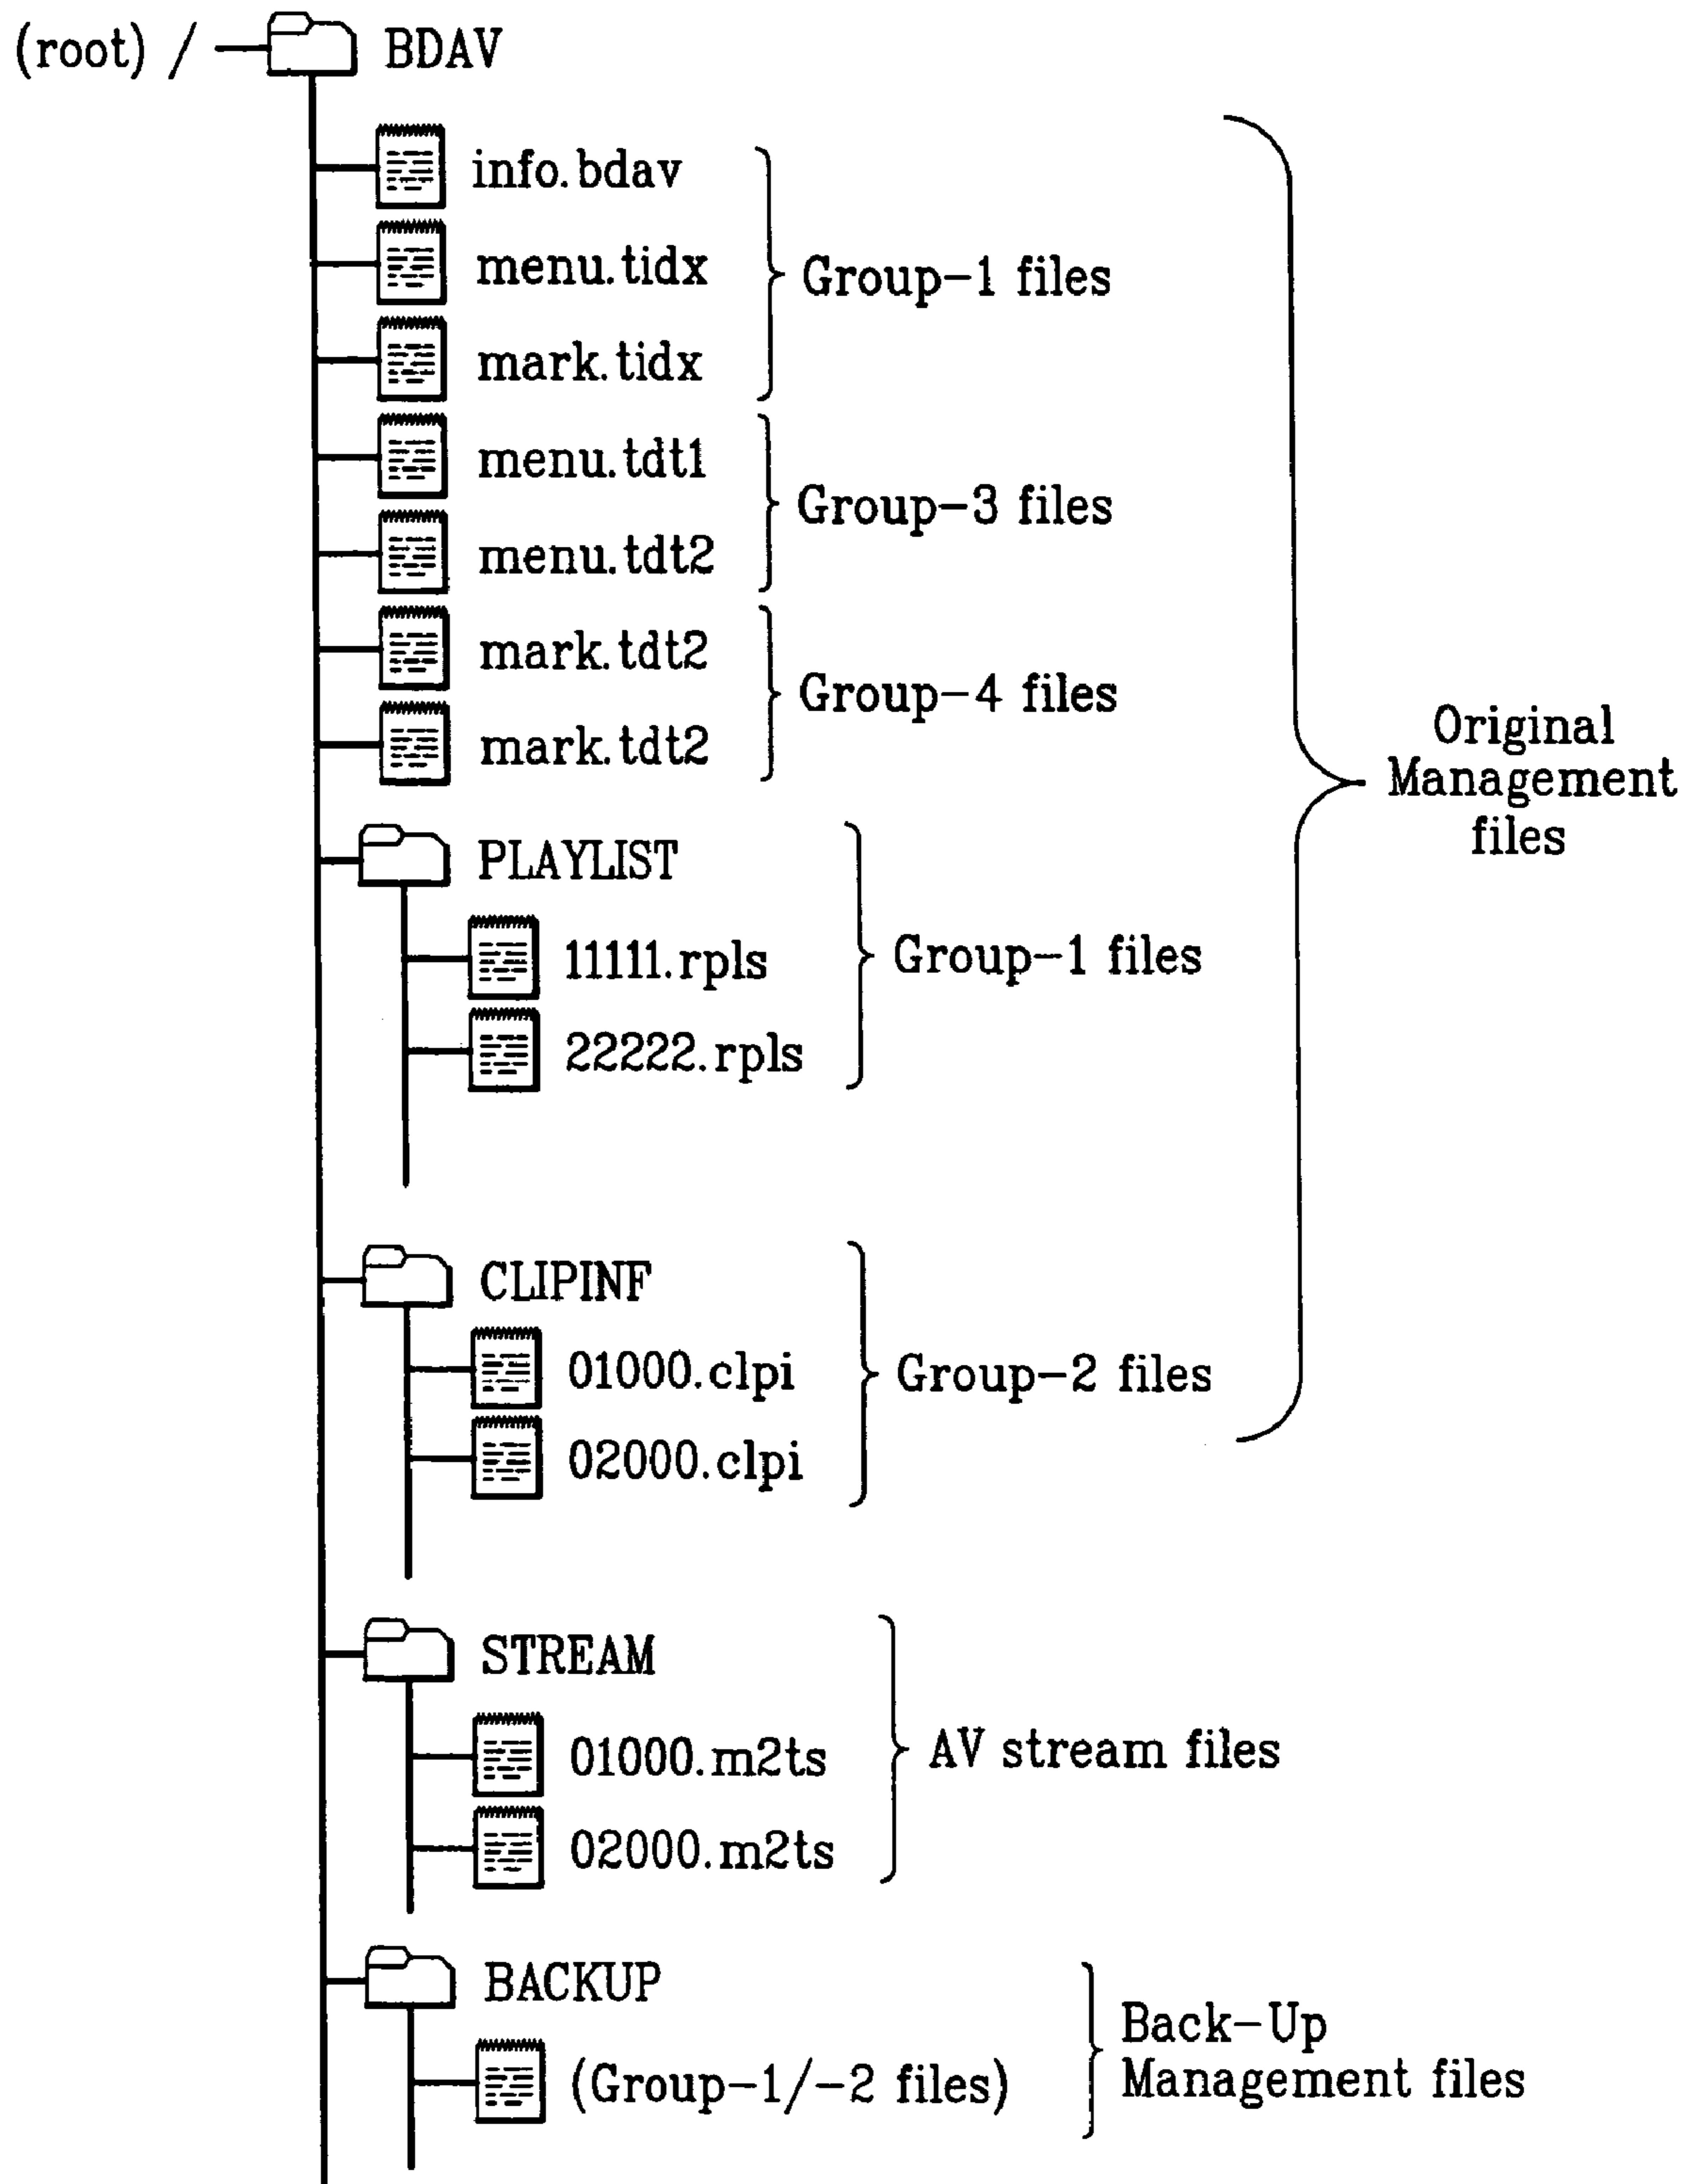 (root) / BDAV
info.bdav
menu.tidx
Group-1 files
mark.tidx
menu.tdt1
Group-3 files
menu.tdt2
mark.tdt2
Group-4 files
mark.tdt2
Original
Management
files
PLAYLIST
11111.rpls
Group-1 files
22222.rpls
CLIPINF
01000.clpi
Group-2 files
02000.clpi
STREAM
01000.m2ts
AV stream files
02000.m2ts
BACKUP
(Group-1/-2 files)
Back-Up
Management files